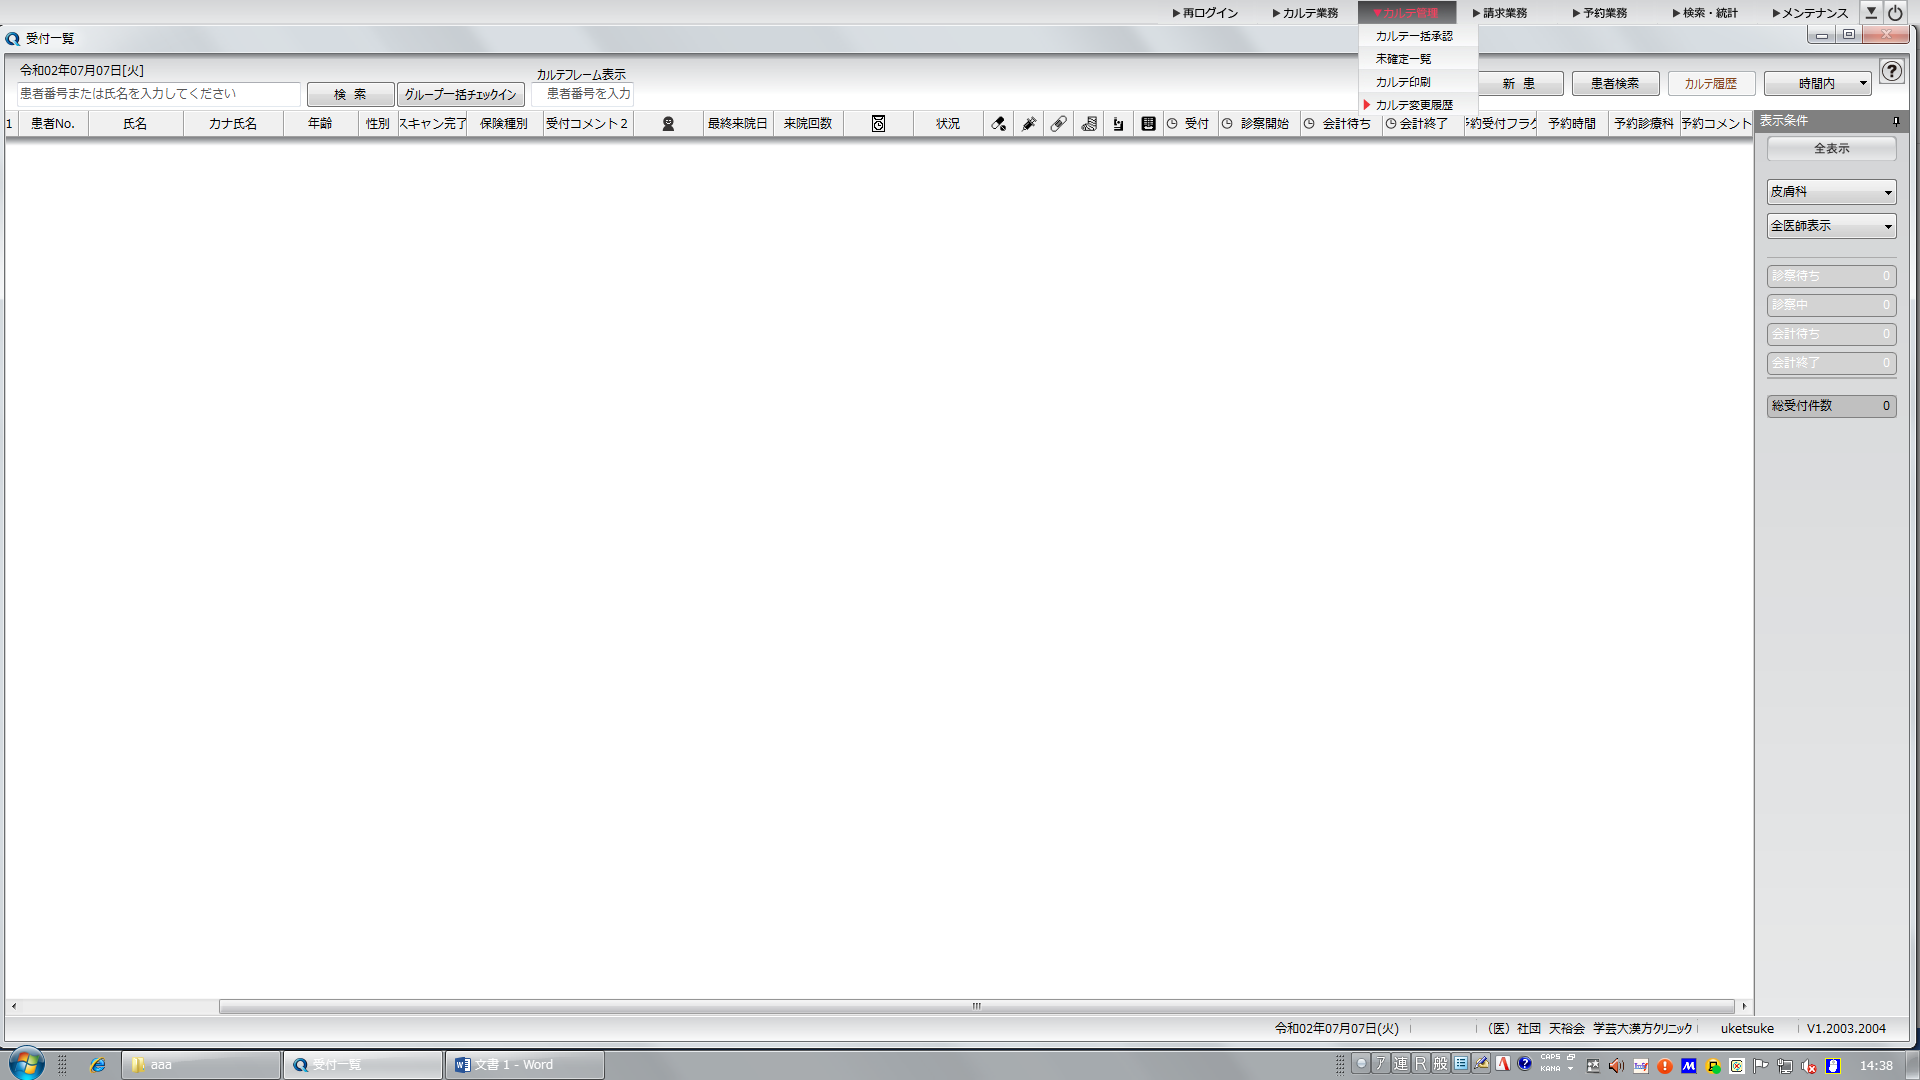 ▶再ログイン ▶カルテ業務 ▼カルテ管理 ▶請求業務 ▶予約業務 ▶検索・統計 ▶メンテナンス
受付一覧
カルテ一括承認
未確定一覧
カルテ印刷
カルテ変更履歴
令和02年07月07日[火]
カルテフレーム表示
患者番号または氏名を入力してください 検 索 グループ一括チェックイン 患者番号を入力
新 患 患者検索 カルテ履歴 時間内 ?
1 患者No. 氏名 カナ氏名 年齢 性別 スキャン完了 保険種別 受付コメント2 最終来院日 来院回数 状況 受付 診察開始 会計待ち 会計終了 予約受付フラグ 予約時間 予約診療科 予約コメント
表示条件
全表示
皮膚科
全医師表示
診察待ち 0
診察中 0
会計待ち 0
会計終了 0
総受付件数 0
令和02年07月07日(火) （医）社団 天裕会 学芸大漢方クリニック uketsuke V1.2003.2004
aaa 受付一覧 文書 1 - Word ア 連 R 般 CAPS KANA 14:38